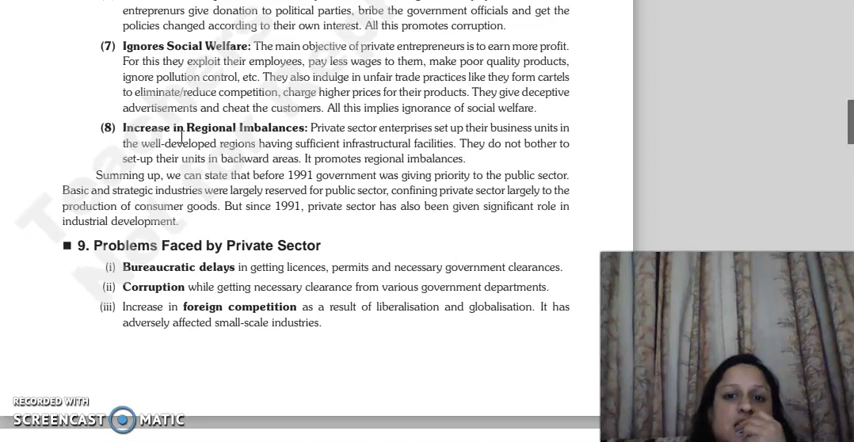 entreprenurs give donation to political parties, bribe the government officials and get the
policies changed according to their own interest. All this promotes corruption.
(7) Ignores Social Welfare: The main objective of private entrepreneurs is to earn more profit.
For this they exploit their employees, pay less wages to them, make poor quality products,
ignore pollution control, etc. They also indulge in unfair trade practices like they form cartels
to eliminate/reduce competition, charge higher prices for their products. They give deceptive
advertisements and cheat the customers. All this implies ignorance of social welfare.
(8) Increase in Regional Imbalances: Private sector enterprises set up their business units in
the well-developed regions having sufficient infrastructural facilities. They do not bother to
set-up their units in backward areas. It promotes regional imbalances.
Summing up, we can state that before 1991 government was giving priority to the public sector.
Basic and strategic industries were largely reserved for public sector, confining private sector largely to the
production of consumer goods. But since 1991, private sector has also been given significant role in
industrial development.
■ 9. Problems Faced by Private Sector
(i) Bureaucratic delays in getting licences, permits and necessary government clearances.
(ii) Corruption while getting necessary clearance from various government departments.
(iii) Increase in foreign competition as a result of liberalisation and globalisation. It has
adversely affected small-scale industries.
RECORDED WITH
SCREENCAST MATIC